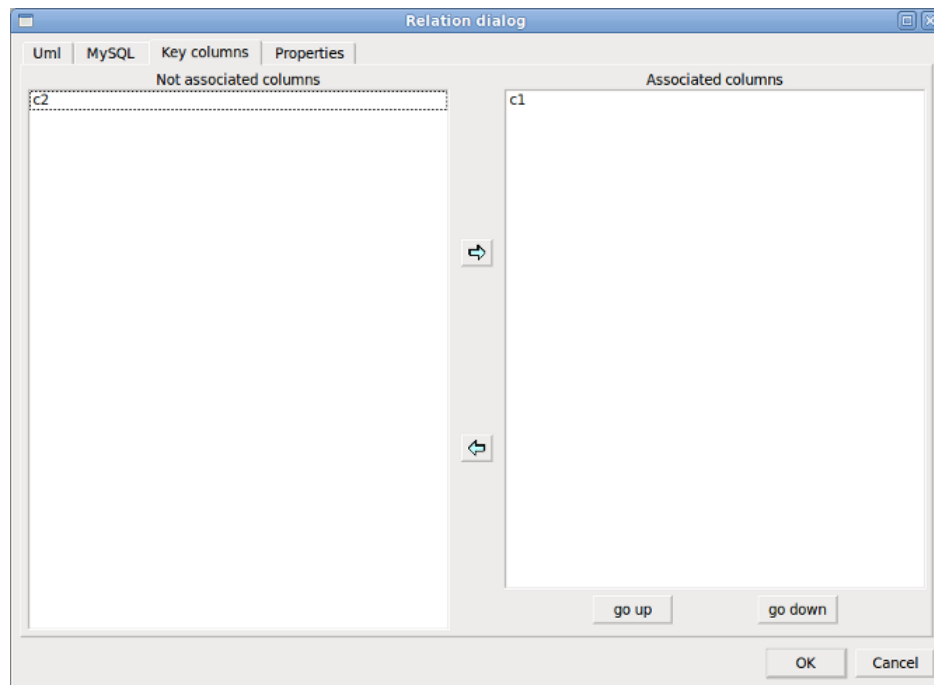 Relation dialog
Uml MySQL Key columns Properties
Not associated columns Associated columns
c2 c1
go up go down
OK Cancel